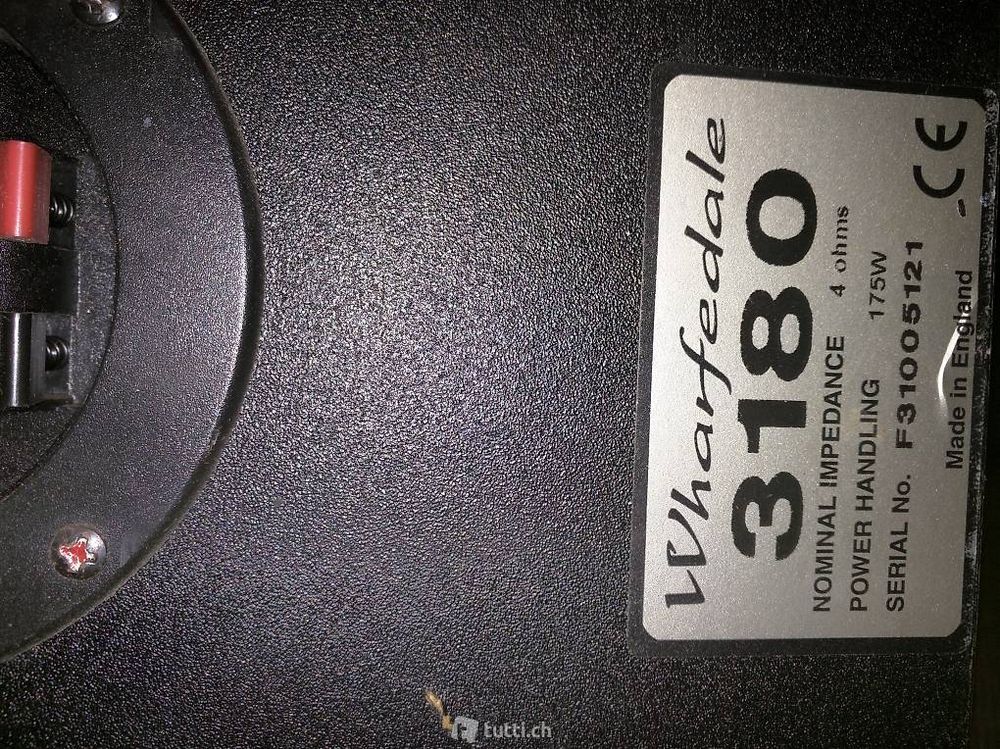 Wharfedale
3180
NOMINAL IMPEDANCE 4 ohms
POWER HANDLING 175W
SERIAL No. F31005121
Made in England
CE
tutti.ch